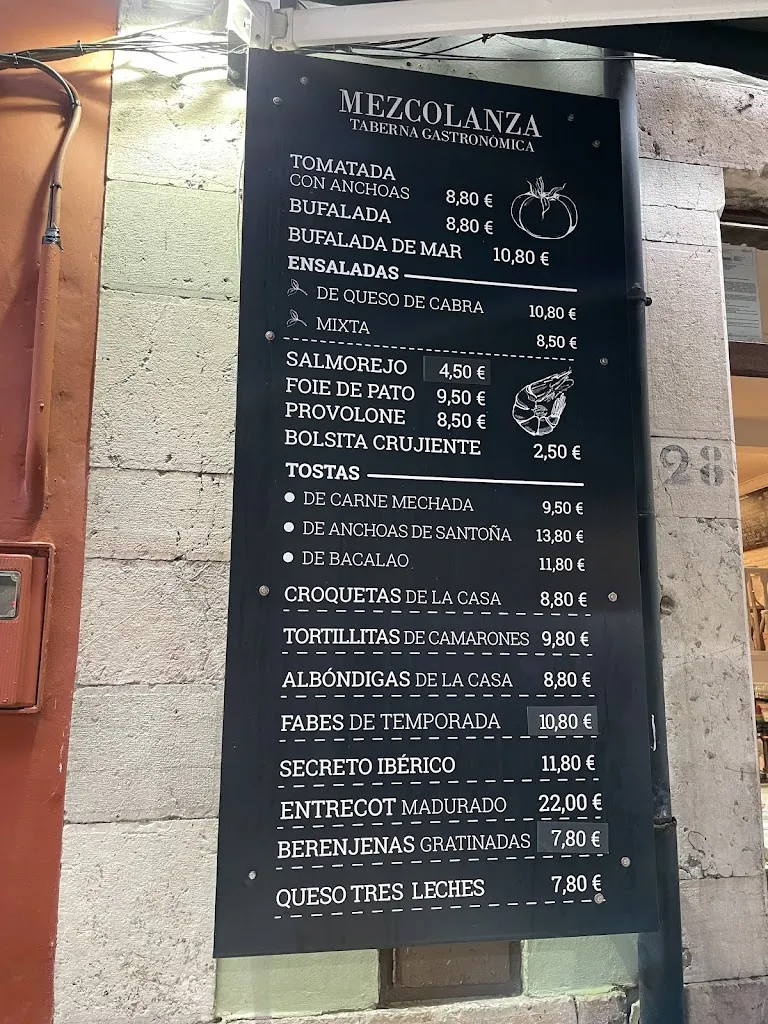 MEZCOLANZA
TABERNA GASTRONÓMICA
TOMATADA
CON ANCHOAS 8,80 €
BUFALADA 8,80 €
BUFALADA DE MAR 10,80 €
ENSALADAS
DE QUESO DE CABRA 10,80 €
MIXTA 8,50 €
SALMOREJO 4,50 €
FOIE DE PATO 9,50 €
PROVOLONE 8,50 €
BOLSITA CRUJIENTE 2,50 €
TOSTAS
DE CARNE MECHADA 9,50 €
DE ANCHOAS DE SANTOÑA 13,80 €
DE BACALAO 11,80 €
CROQUETAS DE LA CASA 8,80 €
TORTILLITAS DE CAMARONES 9,80 €
ALBÓNDIGAS DE LA CASA 8,80 €
FABES DE TEMPORADA 10,80 €
SECRETO IBÉRICO 11,80 €
ENTRECOT MADURADO 22,00 €
BERENJENAS GRATINADAS 7,80 €
QUESO TRES LECHES 7,80 €
28